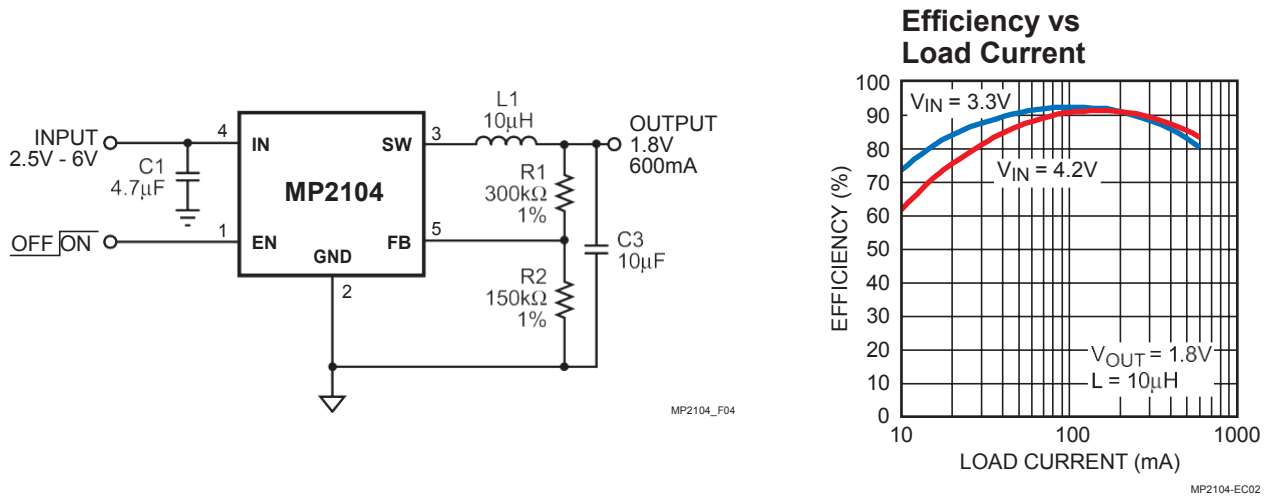 INPUT
2.5V - 6V
C1
4.7μF
OFF ON
4
IN
1
EN
MP2104
GND
2
SW
3
FB
5
L1
10μH
R1
300kΩ
1%
R2
150kΩ
1%
C3
10μF
OUTPUT
1.8V
600mA
MP2104_F04
Efficiency vs
Load Current
EFFICIENCY (%)
100
90
80
70
60
50
40
30
20
10
0
VIN = 3.3V
VIN = 4.2V
VOUT = 1.8V
L = 10μH
10
100
1000
LOAD CURRENT (mA)
MP2104-EC02